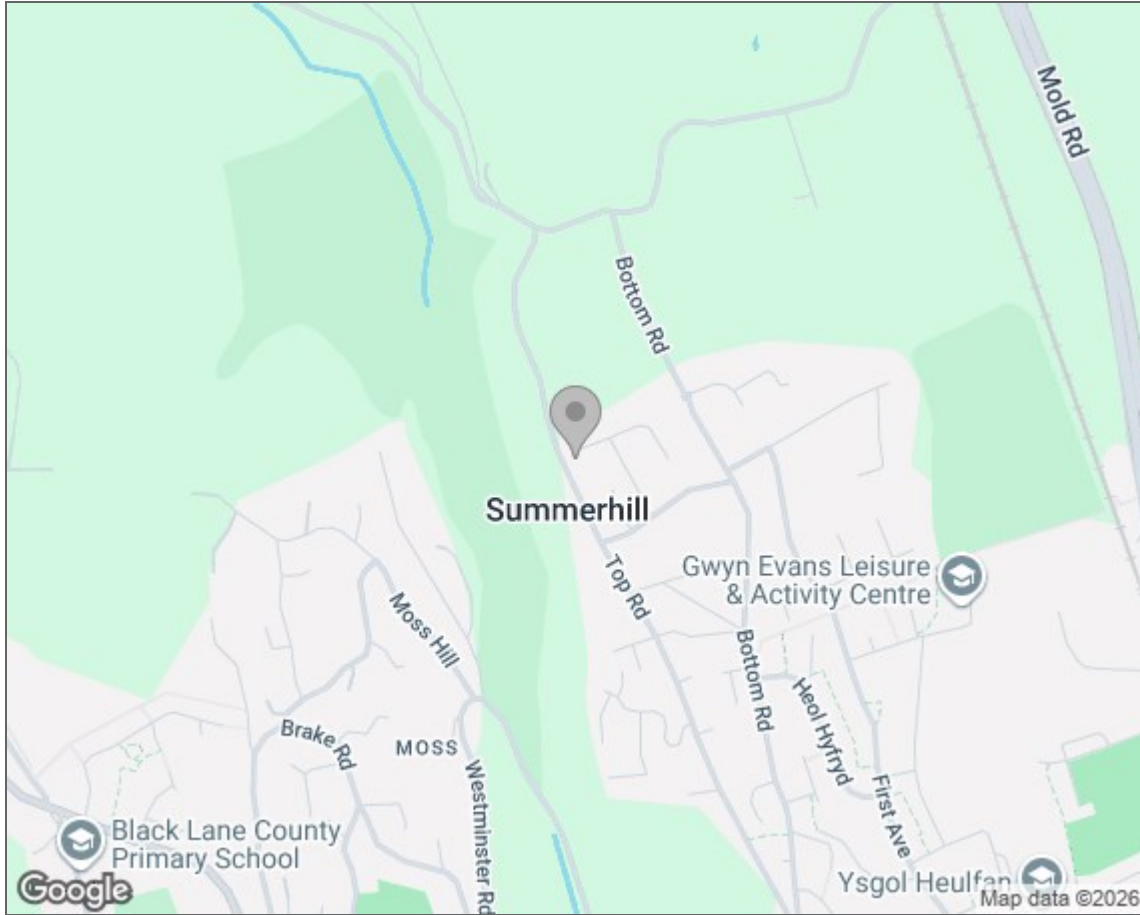 Mold Rd
Bottom Rd
Summerhill
Gwyn Evans Leisure
& Activity Centre
Top Rd
Moss Hill
Bottom Rd
Heol Hyfryd
Brake Rd
MOSS
Westminster Rd
First Ave
Black Lane County
Primary School
Ysgol Heulfan
Google
Map data ©2026